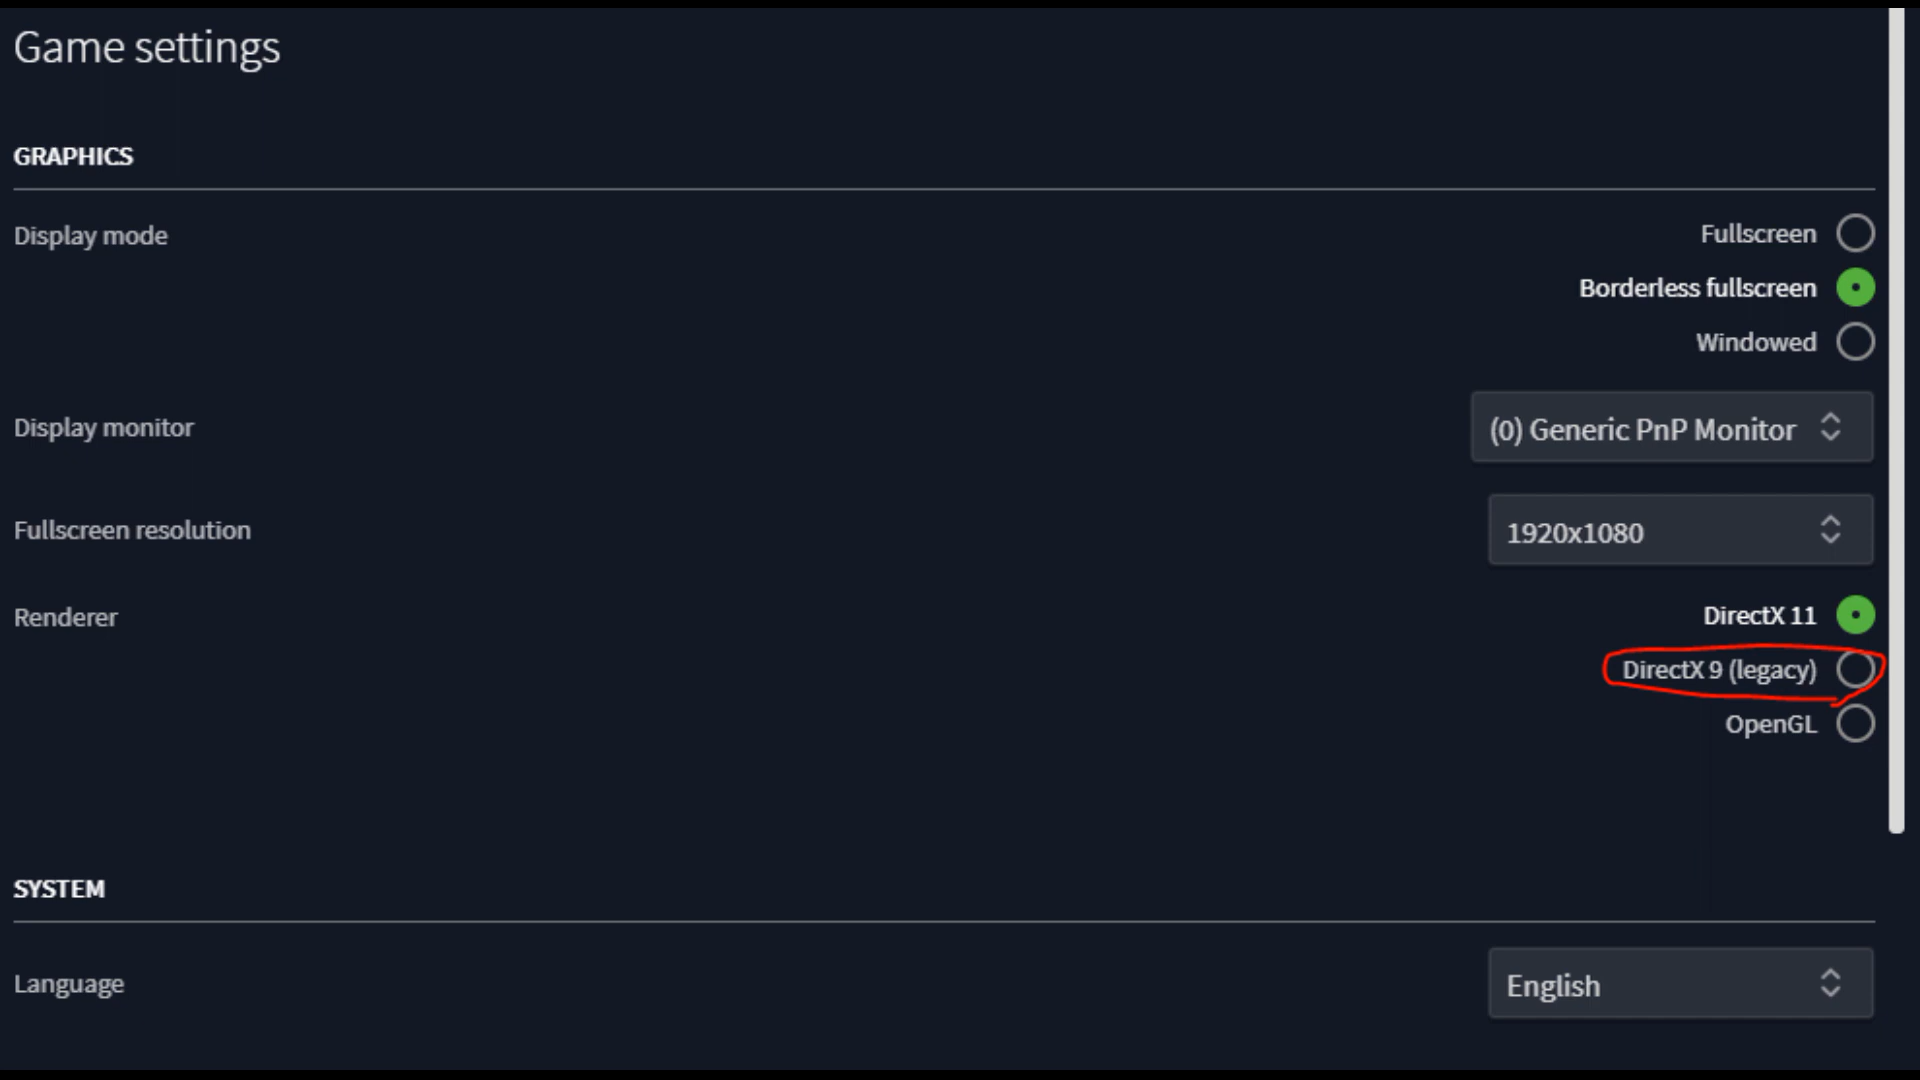 Game settings
GRAPHICS
Display mode
Fullscreen
Borderless fullscreen
Windowed
Display monitor
(0) Generic PnP Monitor
Fullscreen resolution
1920x1080
Renderer
DirectX 11
DirectX 9 (legacy)
OpenGL
SYSTEM
Language
English